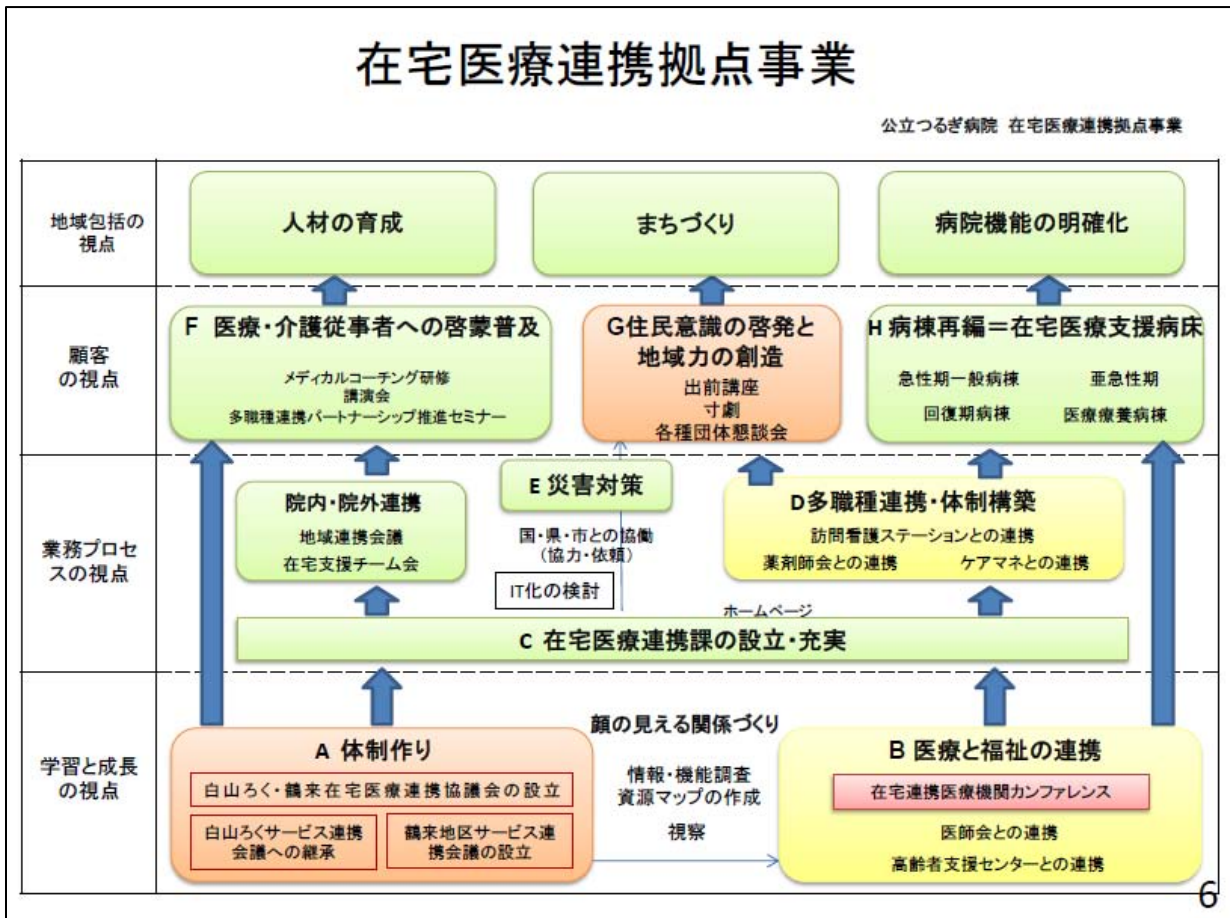 在宅医療連携拠点事業
公立つるぎ病院 在宅医療連携拠点事業
地域包括の
視点
人材の育成
まちづくり
病院機能の明確化
顧客
の視点
F 医療・介護従事者への啓蒙普及
メディカルコーチング研修
講演会
多職種連携パートナーシップ推進セミナー
G住民意識の啓発と
地域力の創造
出前講座
寸劇
各種団体懇談会
H 病棟再編=在宅医療支援病床
急性期一般病棟 亜急性期
回復期病棟 医療療養病棟
業務プロセ
スの視点
院内・院外連携
地域連携会議
在宅支援チーム会
E 災害対策
国・県・市との協働
(協力・依頼)
IT化の検討
D多職種連携・体制構築
訪問看護ステーションとの連携
薬剤師会との連携 ケアマネとの連携
ホームページ
C 在宅医療連携課の設立・充実
学習と成長
の視点
A 体制作り
白山ろく・鶴来在宅医療連携協議会の設立
白山ろくサービス連携
会議への継承
鶴来地区サービス連
携会議の設立
顔の見える関係づくり
情報・機能調査
資源マップの作成
視察
B 医療と福祉の連携
在宅連携医療機関カンファレンス
医師会との連携
高齢者支援センターとの連携
6